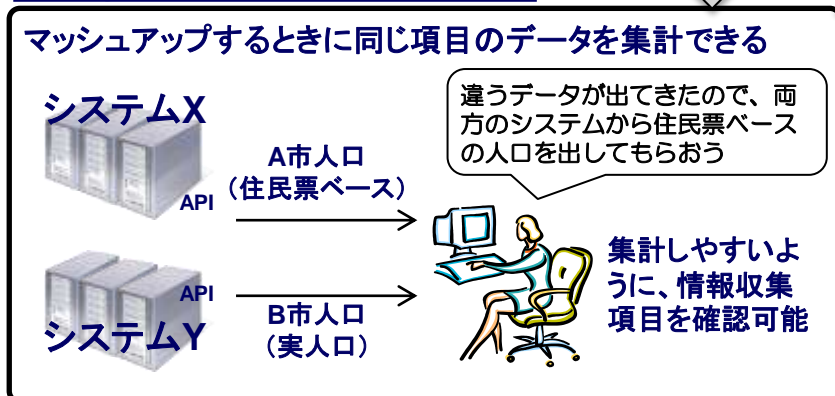 マッシュアップするときに同じ項目のデータを集計できる
システムX
API
A市人口
（住民票ベース）
違うデータが出てきたので、両
方のシステムから住民票ベース
の人口を出してもらおう
システムY
API
B市人口
（実人口）
集計しやすいよ
うに、情報収集
項目を確認可能